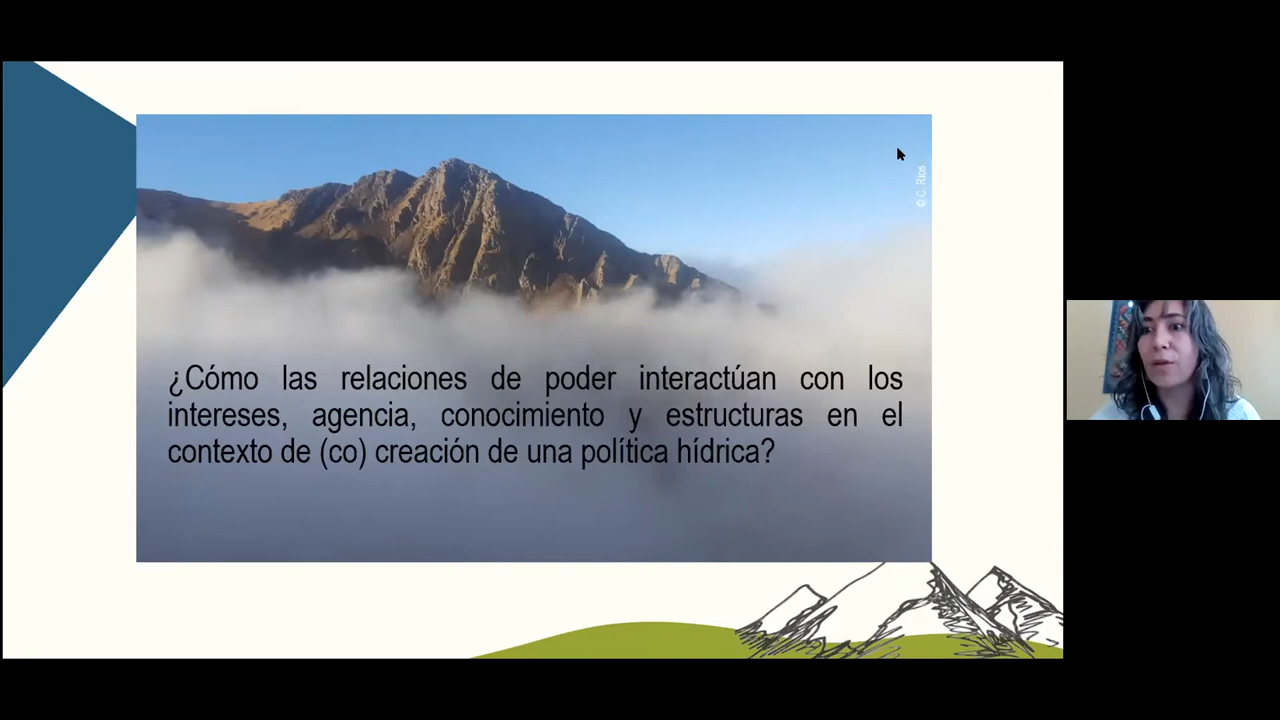 © C. Ríos
¿Cómo las relaciones de poder interactúan con los
intereses, agencia, conocimiento y estructuras en el
contexto de (co) creación de una política hídrica?